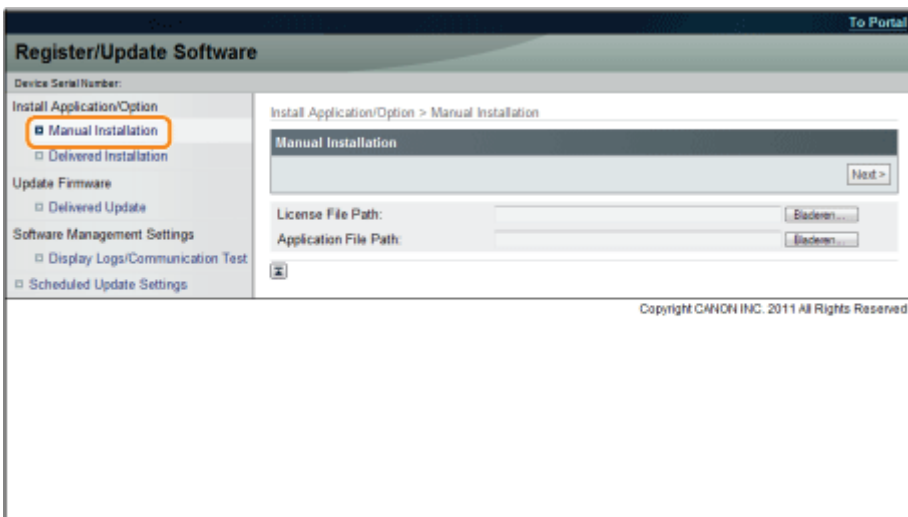 To Portal
Register/Update Software
Device Serial Number:
Install Application/Option
Manual Installation
Delivered Installation
Update Firmware
Delivered Update
Software Management Settings
Display Logs/Communication Test
Scheduled Update Settings
Install Application/Option > Manual Installation
Manual Installation
Next >
License File Path:
Bladeren...
Application File Path:
Bladeren...
Copyright CANON INC. 2011 All Rights Reserved